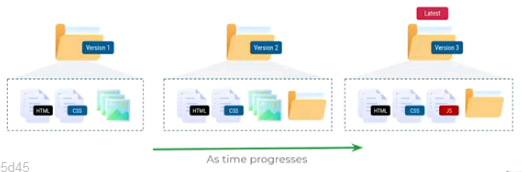 Latest
Version 1
Version 2
Version 3
HTML
CSS
HTML
CSS
HTML
CSS
JS
As time progresses
5d45